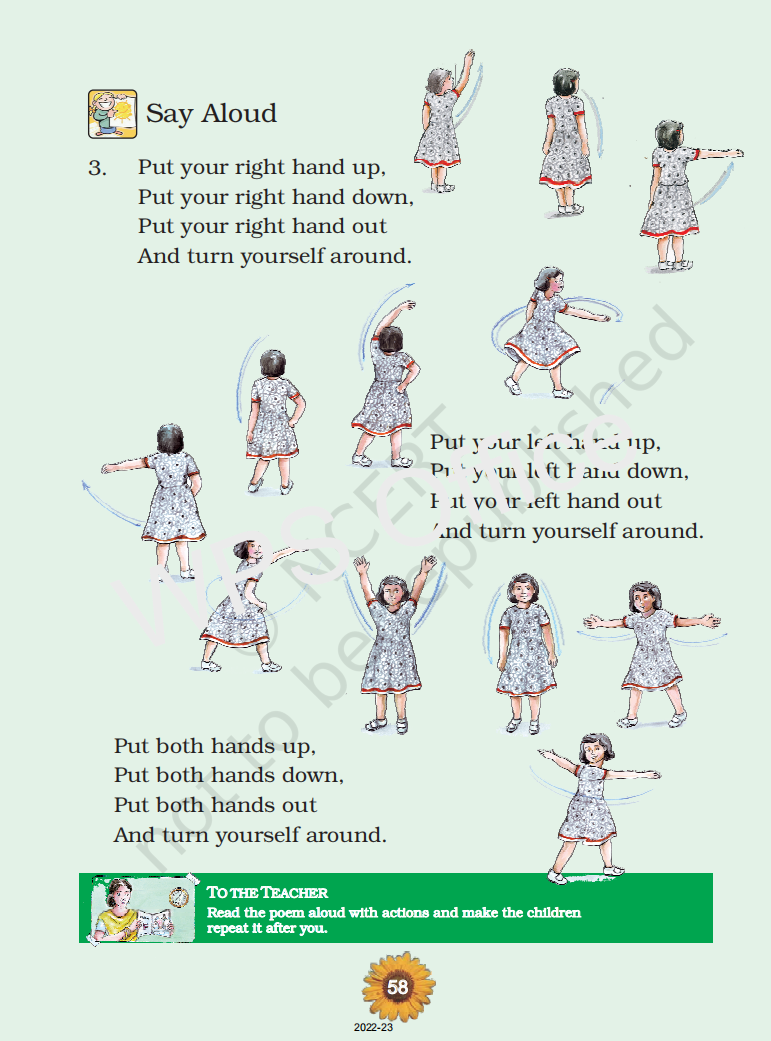 Say Aloud
3. Put your right hand up,
Put your right hand down,
Put your right hand out
And turn yourself around.
Put your left hand up,
Put your left hand down,
Put your left hand out
And turn yourself around.
Put both hands up,
Put both hands down,
Put both hands out
And turn yourself around.
TO THE TEACHER
Read the poem aloud with actions and make the children
repeat it after you.
58
2022-23
© NCERT
not to be republished